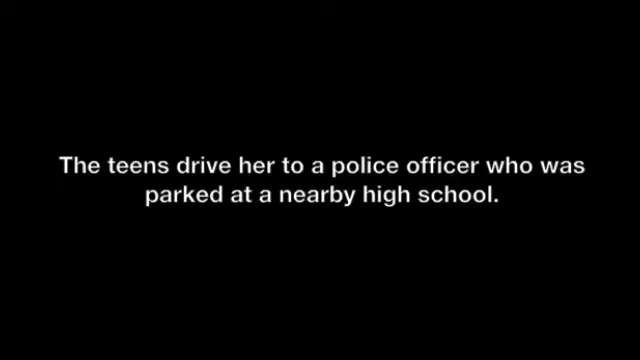 The teens drive her to a police officer who was
parked at a nearby high school.